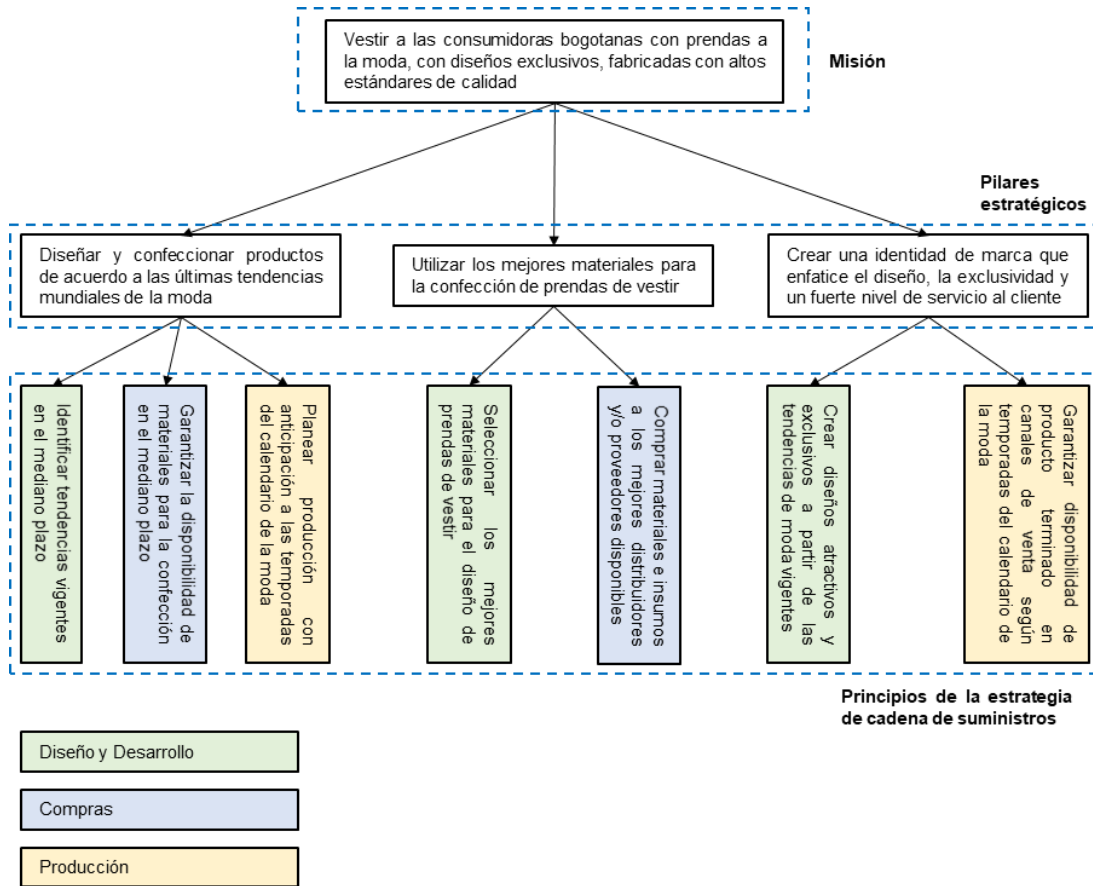 Vestir a las consumidoras bogotanas con prendas a
la moda, con diseños exclusivos, fabricadas con altos
estándares de calidad
Misión
Pilares
estratégicos
Diseñar y confeccionar productos
de acuerdo a las últimas tendencias
mundiales de la moda
Utilizar los mejores materiales para
la confección de prendas de vestir
Crear una identidad de marca que
enfatice el diseño, la exclusividad y
un fuerte nivel de servicio al cliente
Identificar tendencias vigentes
en el mediano plazo
Garantizar la disponibilidad de
materiales para la confección
en el mediano plazo
Planear producción con
anticipación a las temporadas
del calendario de la moda
Seleccionar los mejores
materiales para el diseño de
prendas de vestir
Comprar materiales e insumos
a los mejores distribuidores
y/o proveedores disponibles
Crear diseños atractivos y
exclusivos a partir de las
tendencias de moda vigentes
Garantizar disponibilidad de
producto terminado en
canales de venta según
temporadas del calendario de
la moda
Principios de la estrategia
de cadena de suministros
Diseño y Desarrollo
Compras
Producción